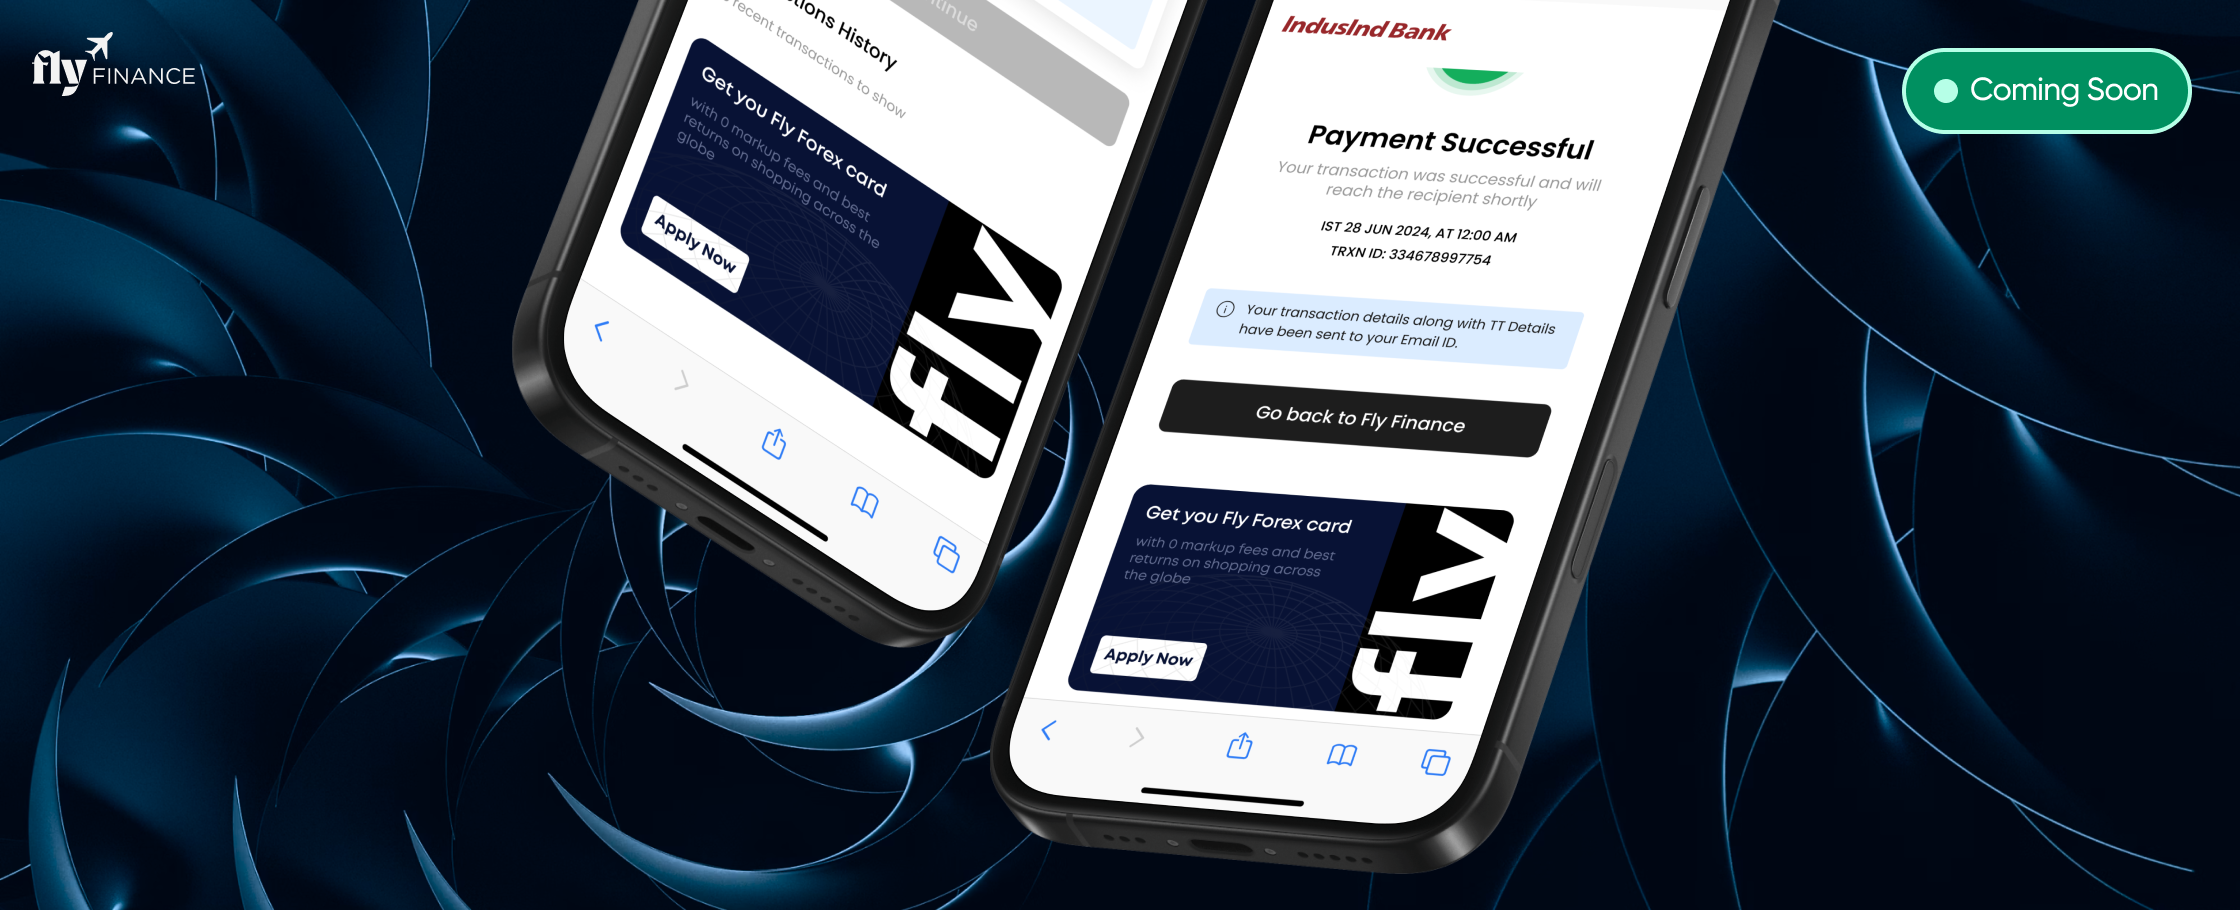 fly FINANCE
Coming Soon
tinue
tions History
recent transactions to show
Get you Fly Forex card
with 0 markup fees and best
returns on shopping across the
globe
Apply Now
fly
IndusInd Bank
Payment Successful
Your transaction was successful and will
reach the recipient shortly
IST 28 JUN 2024, AT 12:00 AM
TRXN ID: 334678997754
Your transaction details along with TT Details
have been sent to your Email ID.
Go back to Fly Finance
Get you Fly Forex card
with 0 markup fees and best
returns on shopping across
the globe
Apply Now
fly